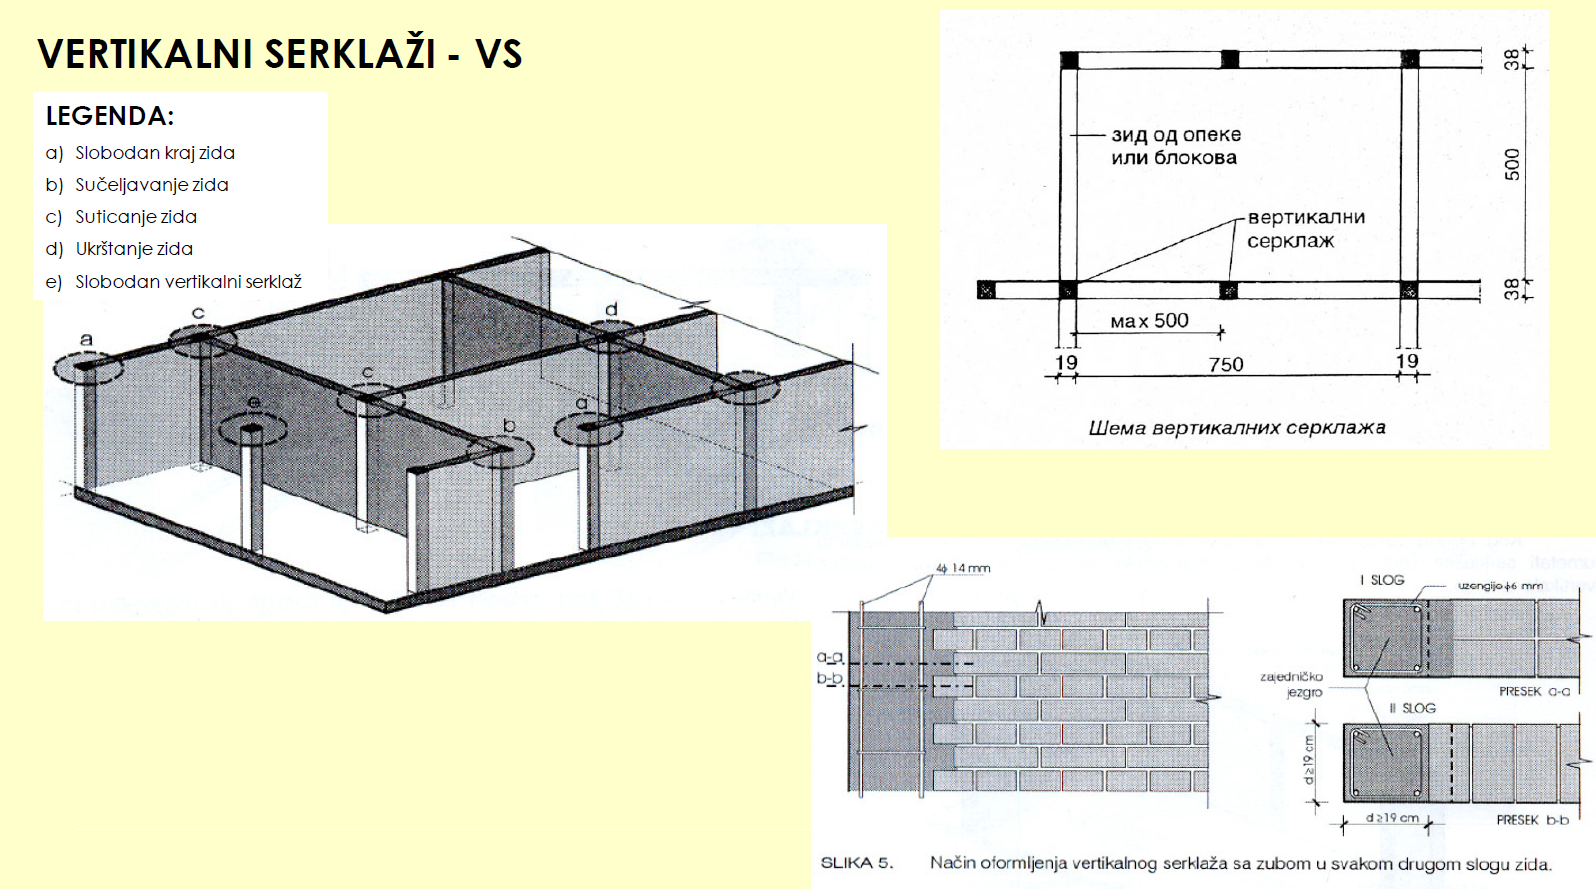 VERTIKALNI SERKLAŽI - VS
LEGENDA:
a) Slobodan kraj zida
b) Sučeljavanje zida
c) Suticanje zida
d) Ukrštanje zida
e) Slobodan vertikalni serklaž
a
c
d
c
e
a
b
38
зид од опеке
или блокова
500
вертикални
серклаж
38
мах 500
19
750
19
Шема вертикалних серклажа
4ϕ 14 mm
a-a
b-b
I SLOG
uzengije ϕ6 mm
zajedničko
jezgro
PRESEK a-a
II SLOG
d ≥19 cm
d ≥19 cm
PRESEK b-b
SLIKA 5. Način oformljenja vertikalnog serklaža sa zubom u svakom drugom slogu zida.